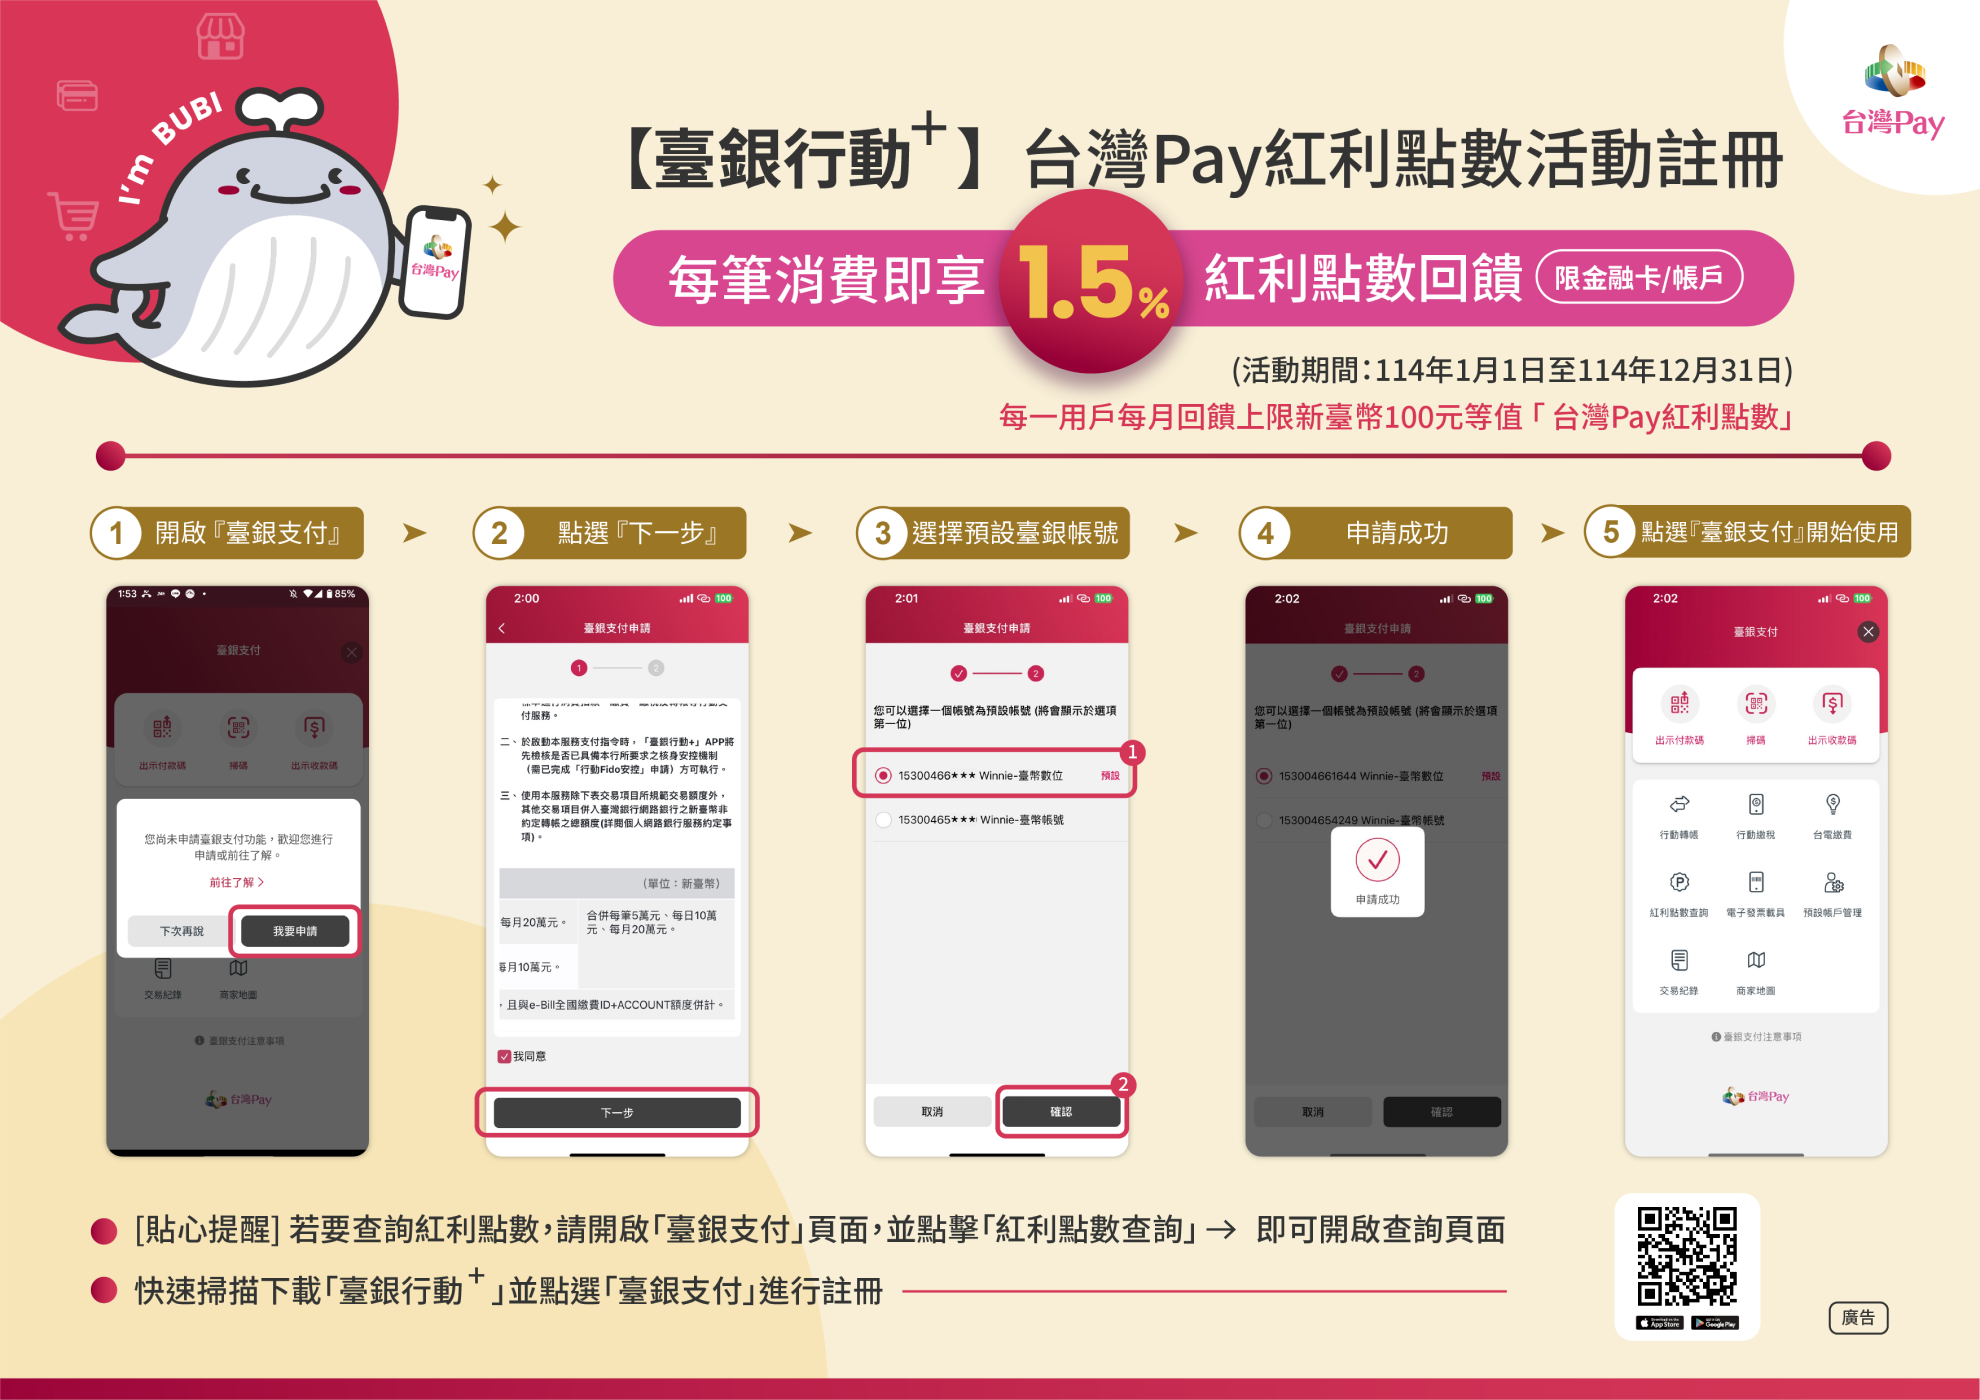 I'm BUBI
台灣Pay
台灣Pay
【臺銀行動+】台灣Pay紅利點數活動註冊
每筆消費即享 1.5% 紅利點數回饋 限金融卡/帳戶
(活動期間：114年1月1日至114年12月31日)
每一用戶每月回饋上限新臺幣100元等值「台灣Pay紅利點數」
1 開啟『臺銀支付』
2 點選『下一步』
3 選擇預設臺銀帳號
4 申請成功
5 點選『臺銀支付』開始使用
1:53 85%
臺銀支付
出示付款碼 掃碼 出示收款碼
您尚未申請臺銀支付功能，歡迎您進行
申請或前往了解。
前往了解 >
下次再說 我要申請
交易紀錄 商家地圖
臺銀支付注意事項
台灣Pay
2:00 100
臺銀支付申請
1 2
付服務。
二、於啟動本服務支付指令時，「臺銀行動+」APP將
先檢核是否已具備本行所要求之核身安控機制
（需已完成「行動Fido安控」申請）方可執行。
三、使用本服務除下表交易項目所規範交易額度外，
其他交易項目併入臺灣銀行網路銀行之新臺幣非
約定轉帳之總額度(詳閱個人網路銀行服務約定事
項)。
（單位：新臺幣）
每月20萬元。 合併每筆5萬元、每日10萬
元、每月20萬元。
每月10萬元。
，且與e-Bill全國繳費ID+ACCOUNT額度併計。
我同意
下一步
2:01 100
臺銀支付申請
2
您可以選擇一個帳號為預設帳號 (將會顯示於選項
第一位)
1
15300466★★★ Winnie-臺幣數位 預設
15300465★★★ Winnie-臺幣帳號
2
取消 確認
2:02 100
臺銀支付申請
2
您可以選擇一個帳號為預設帳號 (將會顯示於選項
第一位)
153004661644 Winnie-臺幣數位 預設
153004654249 Winnie-臺幣帳號
申請成功
取消 確認
2:02 100
臺銀支付
出示付款碼 掃碼 出示收款碼
行動轉帳 行動繳稅 台電繳費
紅利點數查詢 電子發票載具 預設帳戶管理
交易紀錄 商家地圖
臺銀支付注意事項
台灣Pay
[貼心提醒] 若要查詢紅利點數，請開啟「臺銀支付」頁面，並點擊「紅利點數查詢」→ 即可開啟查詢頁面
快速掃描下載「臺銀行動+」並點選「臺銀支付」進行註冊
App Store Google Play
廣告